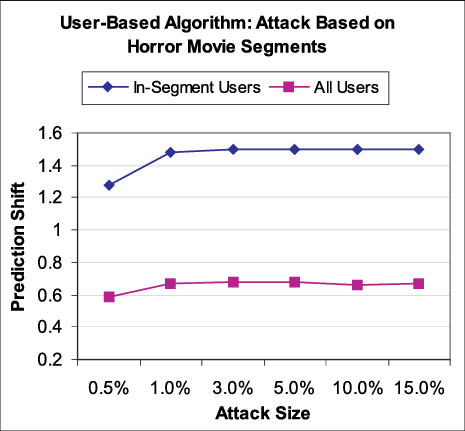 User-Based Algorithm: Attack Based on
Horror Movie Segments
In-Segment Users All Users
1.6
1.4
1.2
1
0.8
0.6
0.4
0.2
Prediction Shift
0.5% 1.0% 3.0% 5.0% 10.0% 15.0%
Attack Size